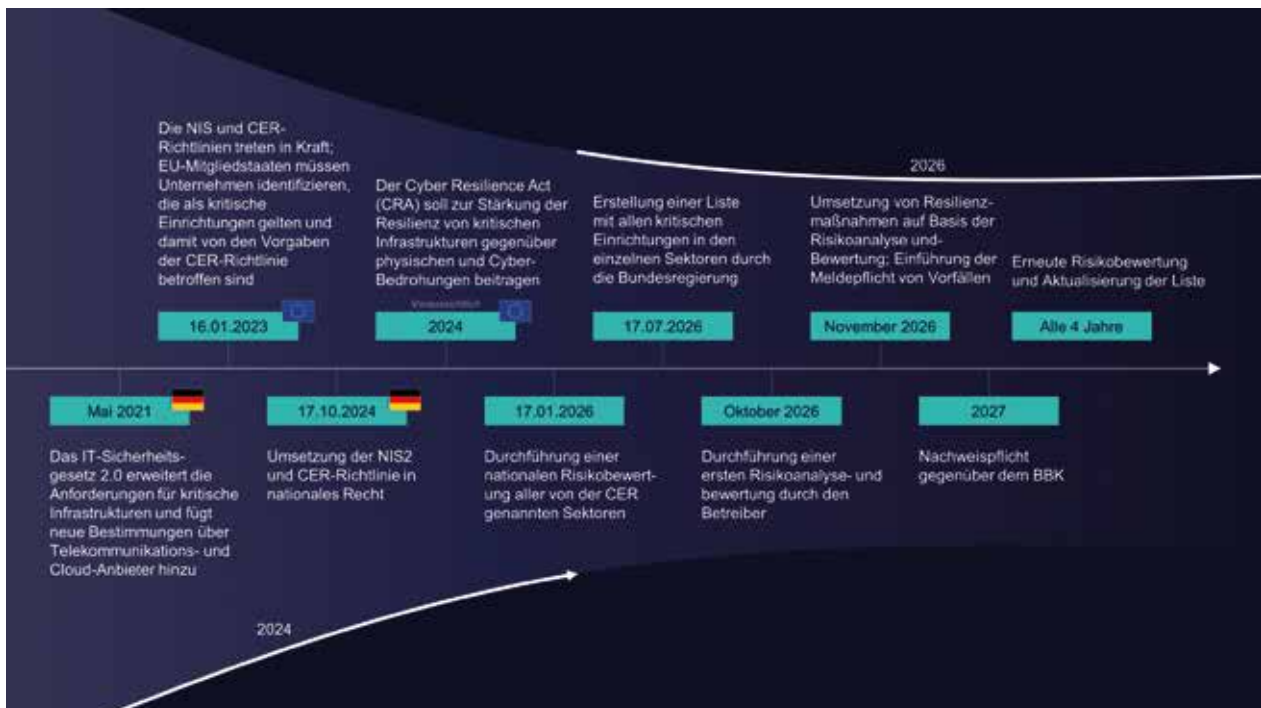 Die NIS und CER-
Richtlinien treten in Kraft;
EU-Mitgliedstaaten müssen
Unternehmen identifizieren,
die als kritische
Einrichtungen gelten und
damit von den Vorgaben
der CER-Richtlinie
betroffen sind
16.01.2023
Der Cyber Resilience Act
(CRA) soll zur Stärkung der
Resilienz von kritischen
Infrastrukturen gegenüber
physischen und Cyber-
Bedrohungen beitragen
Voraussichtlich
2024
Erstellung einer Liste
mit allen kritischen
Einrichtungen in den
einzelnen Sektoren durch
die Bundesregierung
17.07.2026
2026
Umsetzung von Resilienz-
maßnahmen auf Basis der
Risikoanalyse und-
Bewertung; Einführung der
Meldepflicht von Vorfällen
November 2026
Erneute Risikobewertung
und Aktualisierung der Liste
Alle 4 Jahre
Mai 2021
Das IT-Sicherheits-
gesetz 2.0 erweitert die
Anforderungen für kritische
Infrastrukturen und fügt
neue Bestimmungen über
Telekommunikations- und
Cloud-Anbieter hinzu
17.10.2024
Umsetzung der NIS2
und CER-Richtlinie in
nationales Recht
17.01.2026
Durchführung einer
nationalen Risikobewert-
ung aller von der CER
genannten Sektoren
Oktober 2026
Durchführung einer
ersten Risikoanalyse- und
bewertung durch den
Betreiber
2027
Nachweispflicht
gegenüber dem BBK
2024